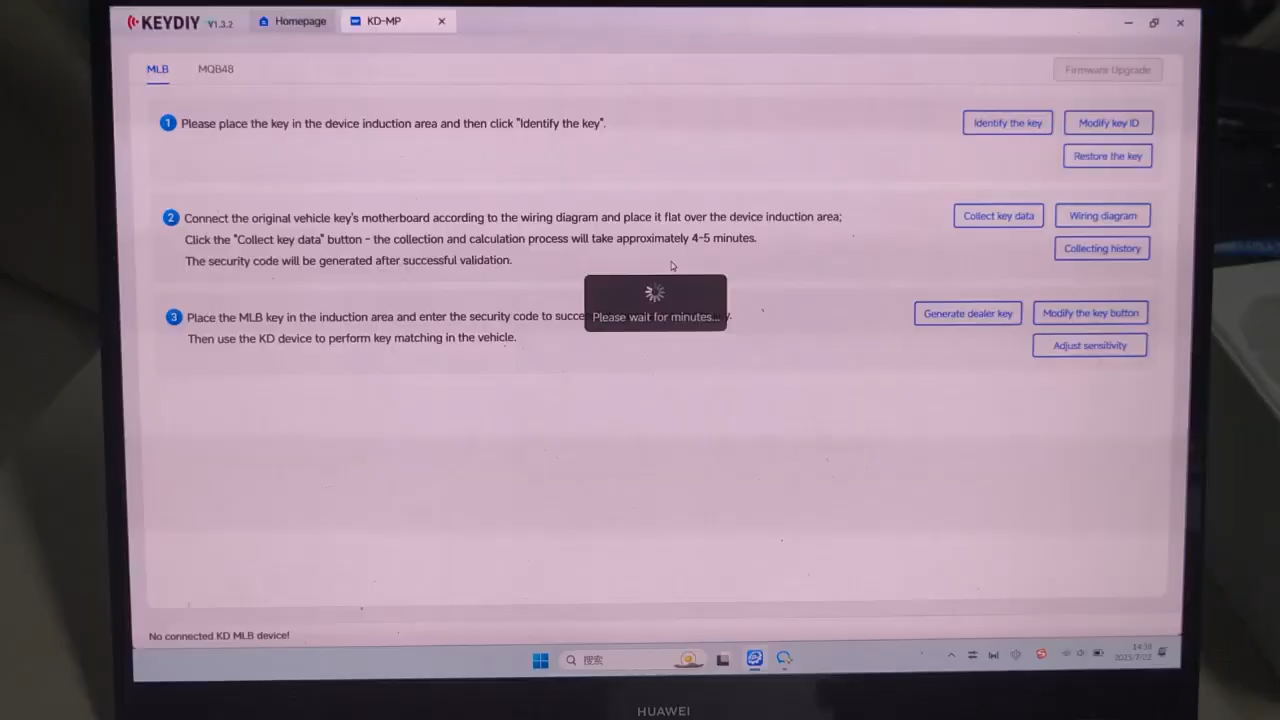 KEYDIY V1.3.2
Homepage
KD-MP
MLB
MQB48
Firmware Upgrade
1 Please place the key in the device induction area and then click "Identify the key".
Identify the key
Modify key ID
Restore the key
2 Connect the original vehicle key's motherboard according to the wiring diagram and place it flat over the device induction area;
Click the "Collect key data" button - the collection and calculation process will take approximately 4-5 minutes.
The security code will be generated after successful validation.
Collect key data
Wiring diagram
Collecting history
Please wait for minutes...
3 Place the MLB key in the induction area and enter the security code to succe
Then use the KD device to perform key matching in the vehicle.
Generate dealer key
Modify the key button
Adjust sensitivity
No connected KD MLB device!
搜索
14:38
2025/7/22
HUAWEI